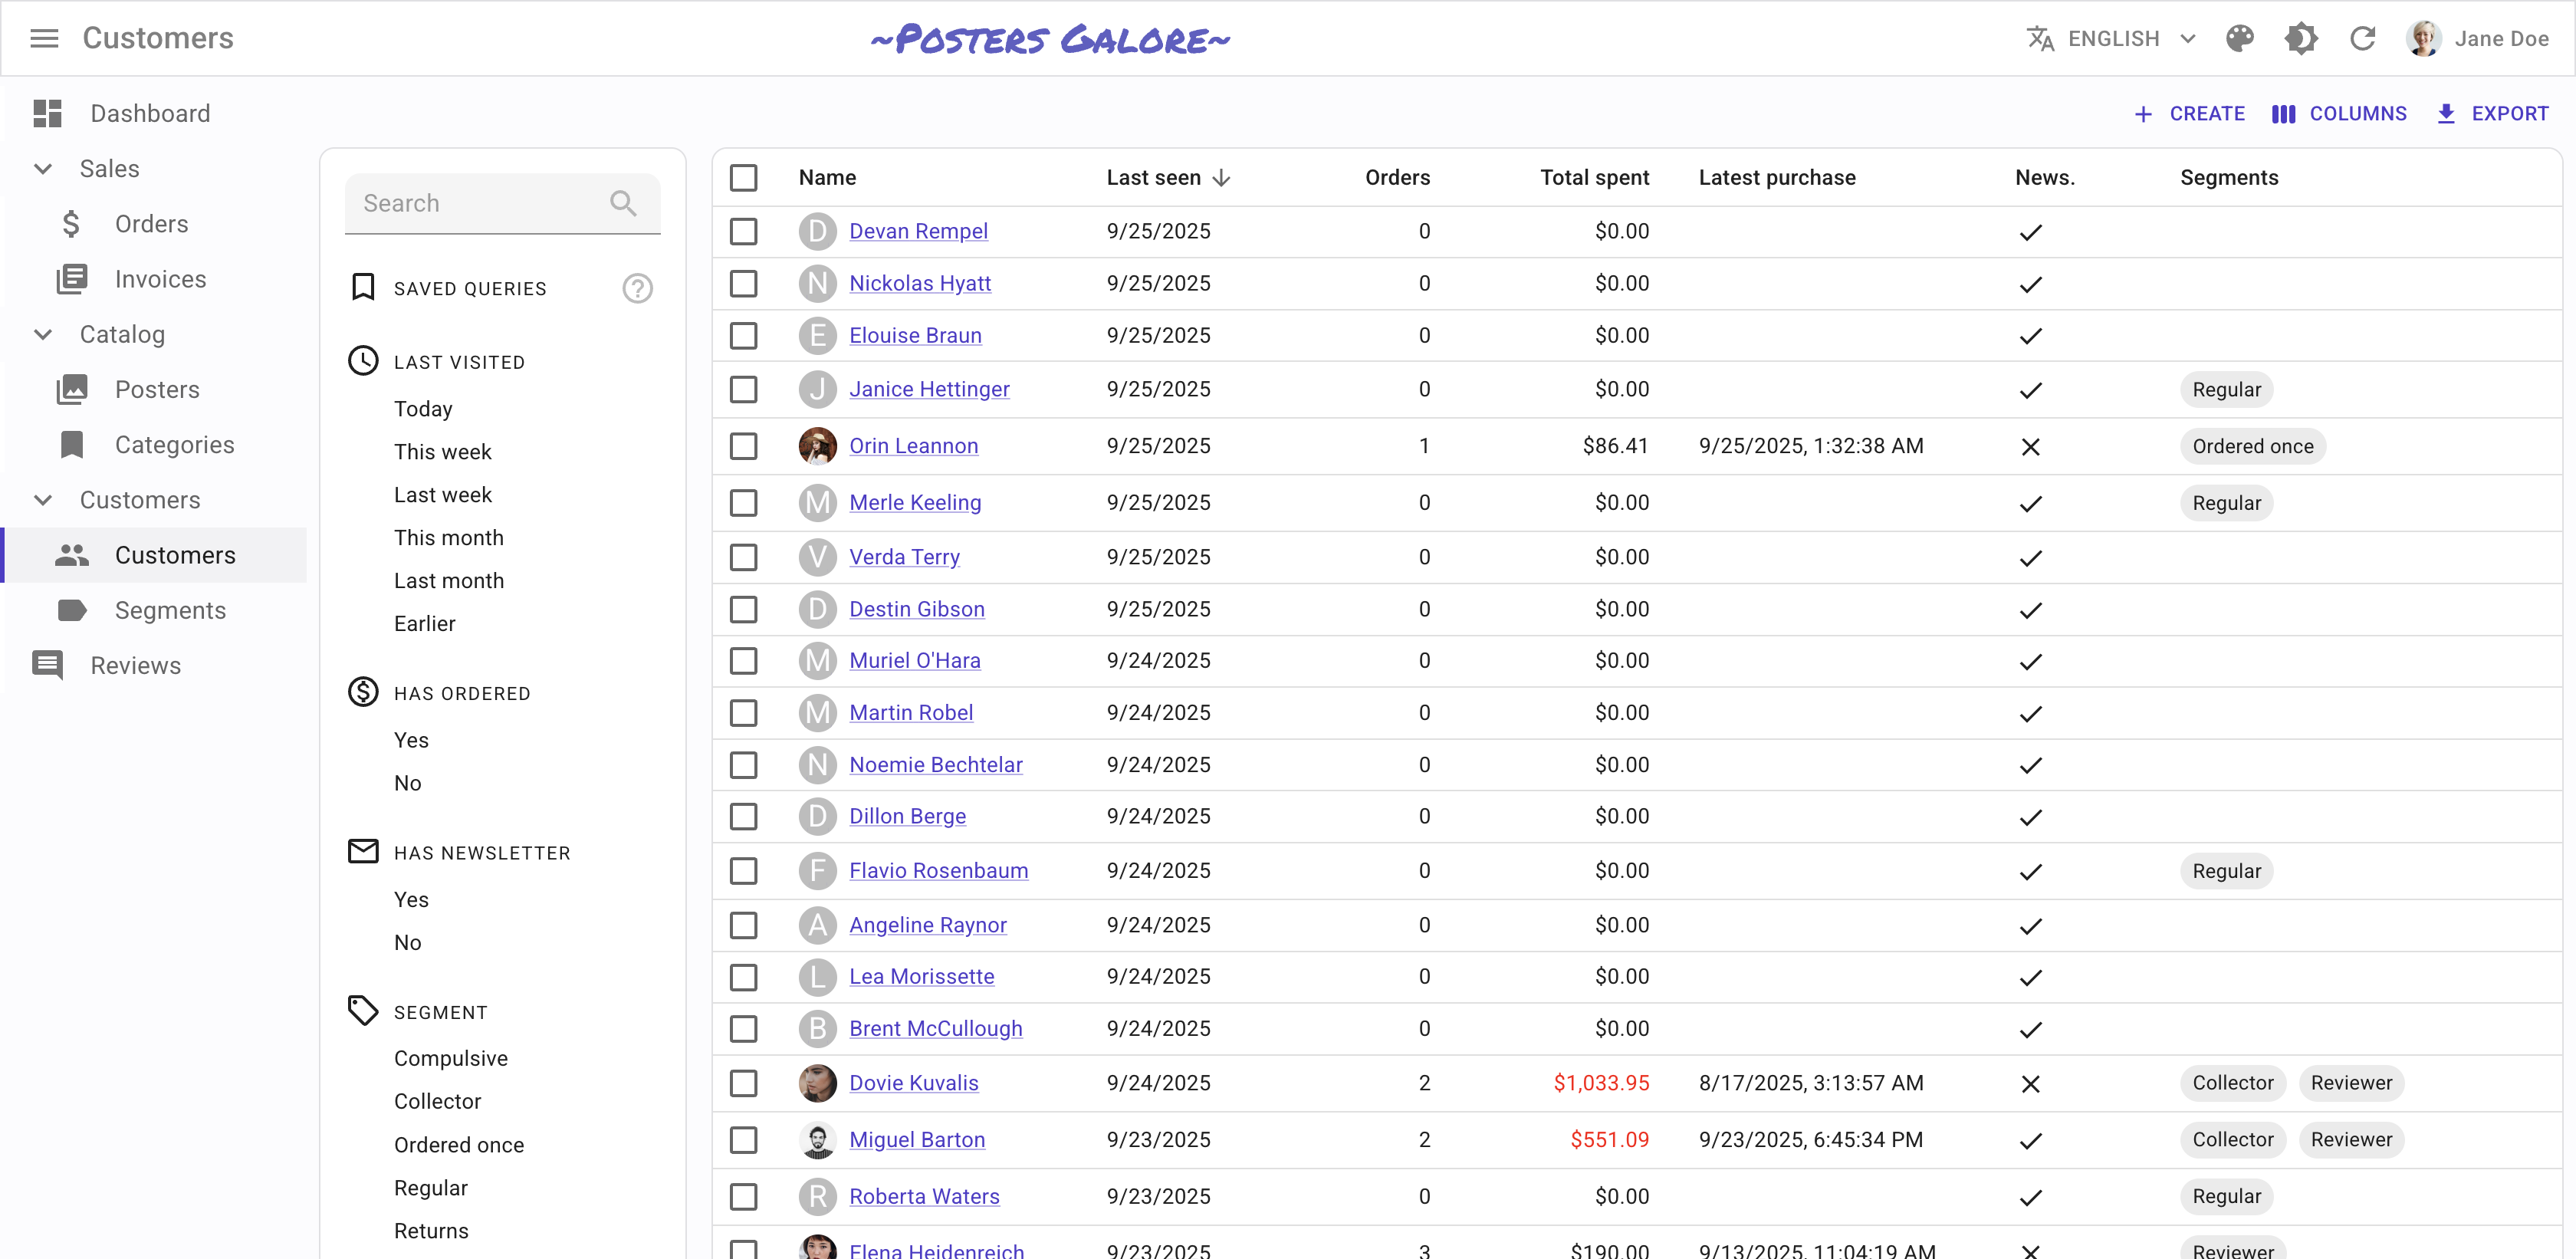 Customers
~Posters Galore~
ENGLISH
Jane Doe
Dashboard
Sales
Orders
Invoices
Catalog
Posters
Categories
Customers
Customers
Segments
Reviews
CREATE
COLUMNS
EXPORT
Search
SAVED QUERIES
?
LAST VISITED
Today
This week
Last week
This month
Last month
Earlier
HAS ORDERED
Yes
No
HAS NEWSLETTER
Yes
No
SEGMENT
Compulsive
Collector
Ordered once
Regular
Returns
Name Last seen Orders Total spent Latest purchase News. Segments
D Devan Rempel 9/25/2025 0 $0.00
N Nickolas Hyatt 9/25/2025 0 $0.00
E Elouise Braun 9/25/2025 0 $0.00
J Janice Hettinger 9/25/2025 0 $0.00 Regular
Orin Leannon 9/25/2025 1 $86.41 9/25/2025, 1:32:38 AM Ordered once
M Merle Keeling 9/25/2025 0 $0.00 Regular
V Verda Terry 9/25/2025 0 $0.00
D Destin Gibson 9/25/2025 0 $0.00
M Muriel O'Hara 9/24/2025 0 $0.00
M Martin Robel 9/24/2025 0 $0.00
N Noemie Bechtelar 9/24/2025 0 $0.00
D Dillon Berge 9/24/2025 0 $0.00
F Flavio Rosenbaum 9/24/2025 0 $0.00 Regular
A Angeline Raynor 9/24/2025 0 $0.00
L Lea Morissette 9/24/2025 0 $0.00
B Brent McCullough 9/24/2025 0 $0.00
Dovie Kuvalis 9/24/2025 2 $1,033.95 8/17/2025, 3:13:57 AM Collector Reviewer
Miguel Barton 9/23/2025 2 $551.09 9/23/2025, 6:45:34 PM Collector Reviewer
R Roberta Waters 9/23/2025 0 $0.00 Regular
Elena Heidenreich 9/23/2025 3 $190.00 9/13/2025, 11:04:19 AM Reviewer